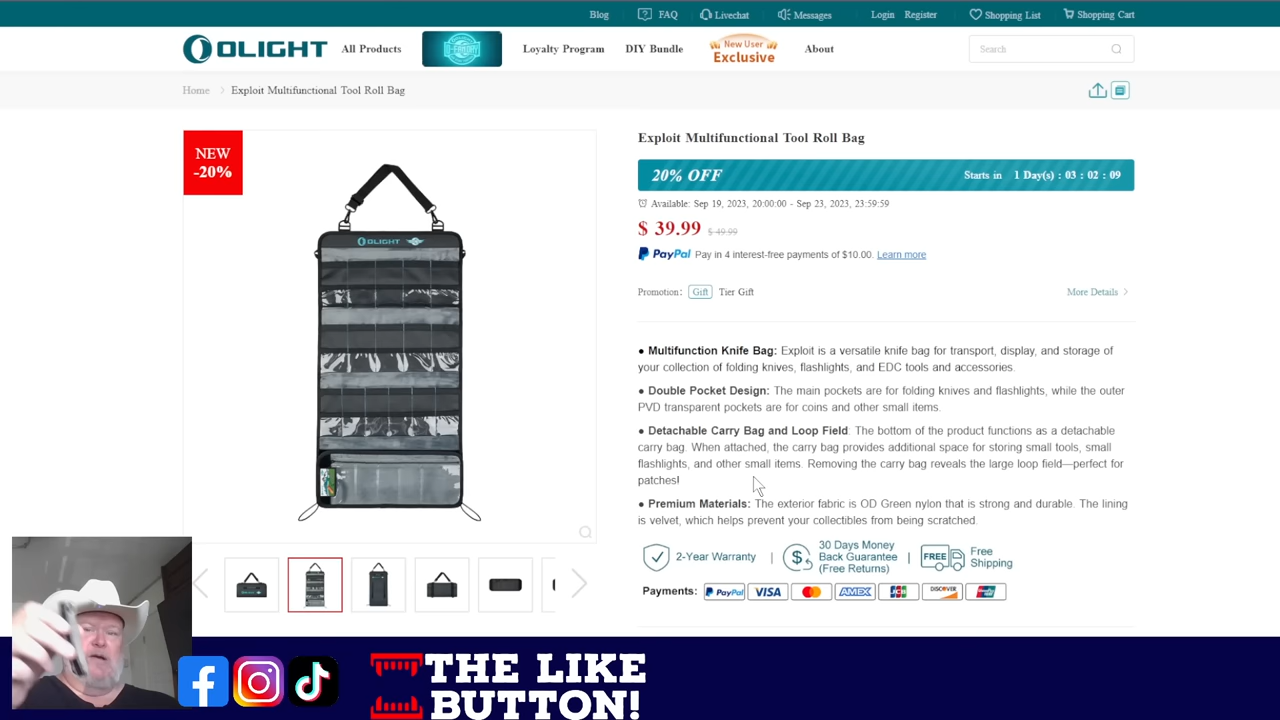 Blog FAQ Livechat Messages Login Register Shopping List Shopping Cart
OLIGHT All Products Loyalty Program DIY Bundle New User Exclusive About Search
Home Exploit Multifunctional Tool Roll Bag
NEW
-20%
OLIGHT
Exploit Multifunctional Tool Roll Bag
20% OFF Starts in 1 Day(s) : 03 : 02 : 09
Available: Sep 19, 2023, 20:00:00 - Sep 23, 2023, 23:59:59
$ 39.99 $ 49.99
PayPal Pay in 4 interest-free payments of $10.00. Learn more
Promotion: Gift Tier Gift More Details
● Multifunction Knife Bag: Exploit is a versatile knife bag for transport, display, and storage of
your collection of folding knives, flashlights, and EDC tools and accessories.
● Double Pocket Design: The main pockets are for folding knives and flashlights, while the outer
PVD transparent pockets are for coins and other small items.
● Detachable Carry Bag and Loop Field: The bottom of the product functions as a detachable
carry bag. When attached, the carry bag provides additional space for storing small tools, small
flashlights, and other small items. Removing the carry bag reveals the large loop field—perfect for
patches!
● Premium Materials: The exterior fabric is OD Green nylon that is strong and durable. The lining
is velvet, which helps prevent your collectibles from being scratched.
2-Year Warranty
30 Days Money
Back Guarantee
(Free Returns)
FREE
Free
Shipping
Payments: PayPal VISA MasterCard AMEX JCB DISCOVER
THE LIKE
BUTTON!